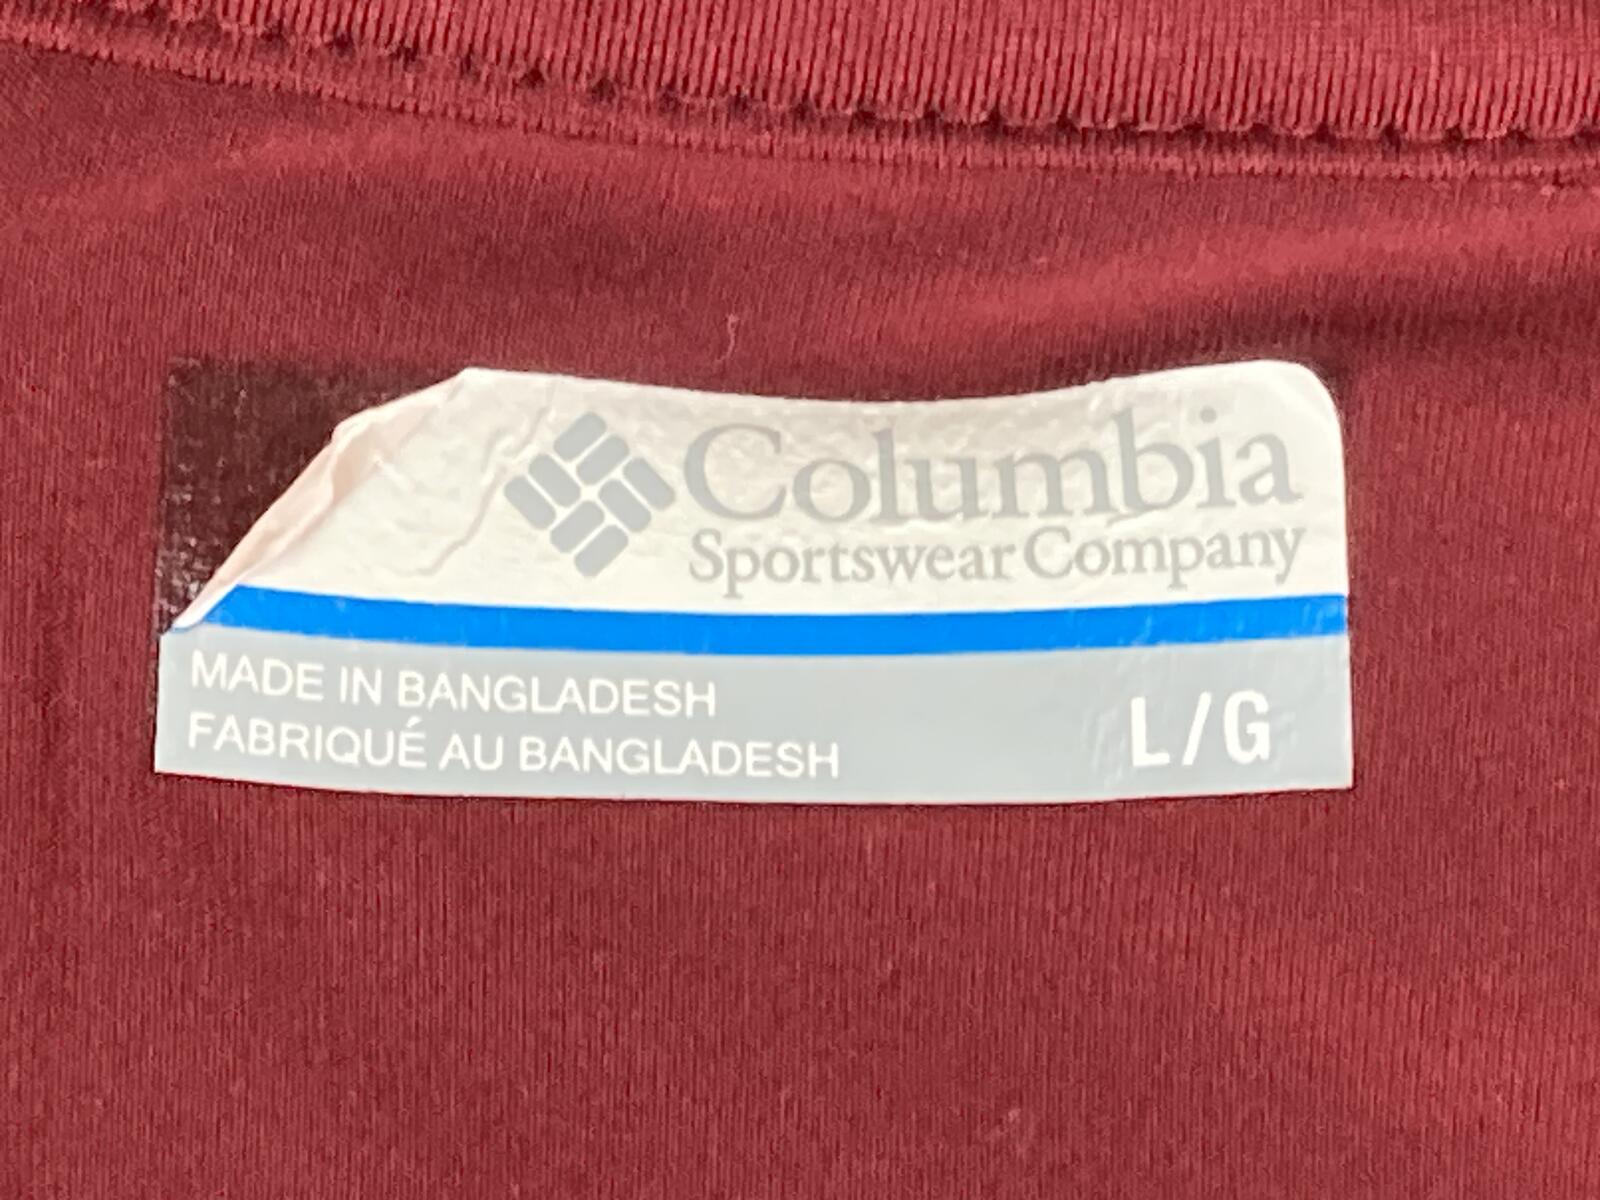 Columbia
Sportswear Company
MADE IN BANGLADESH
FABRIQUÉ AU BANGLADESH
L/G